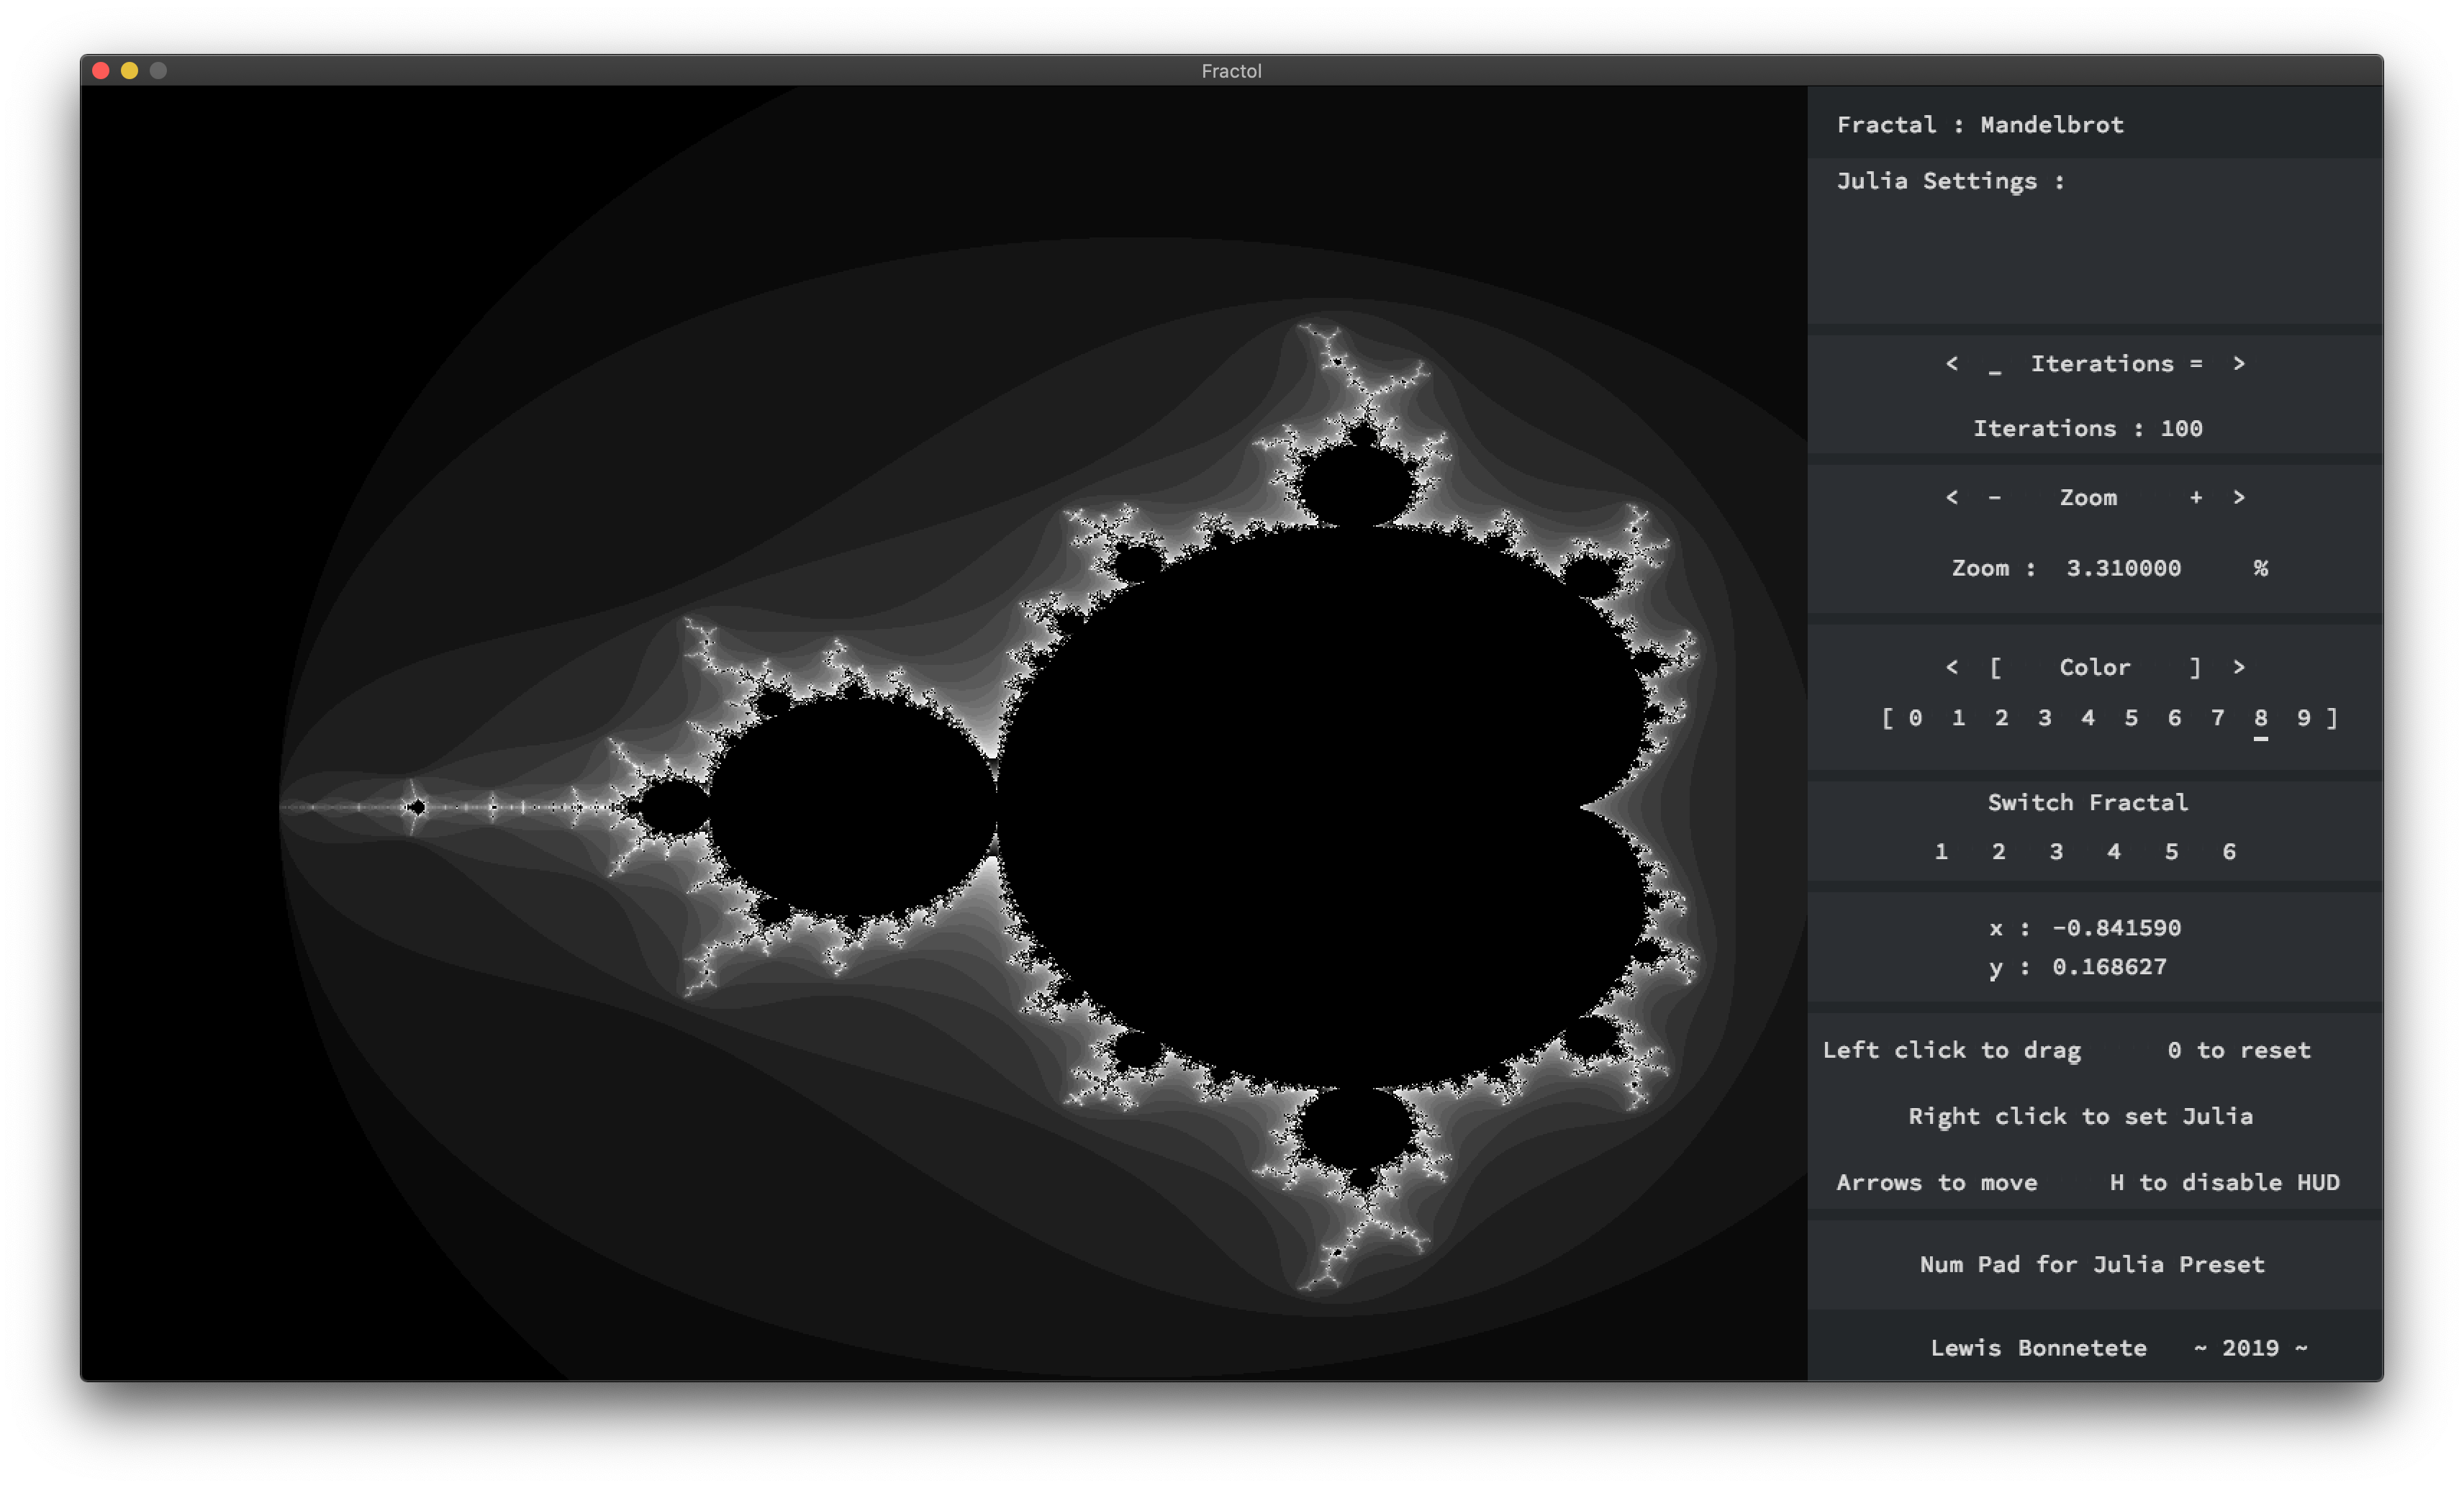 Fractol
Fractal : Mandelbrot
Julia Settings :
< _ Iterations = >
Iterations : 100
< - Zoom + >
Zoom : 3.310000 %
< [ Color ] >
[ 0 1 2 3 4 5 6 7 8 9 ]
Switch Fractal
1 2 3 4 5 6
x : -0.841590
y : 0.168627
Left click to drag 0 to reset
Right click to set Julia
Arrows to move H to disable HUD
Num Pad for Julia Preset
Lewis Bonnetete ~ 2019 ~